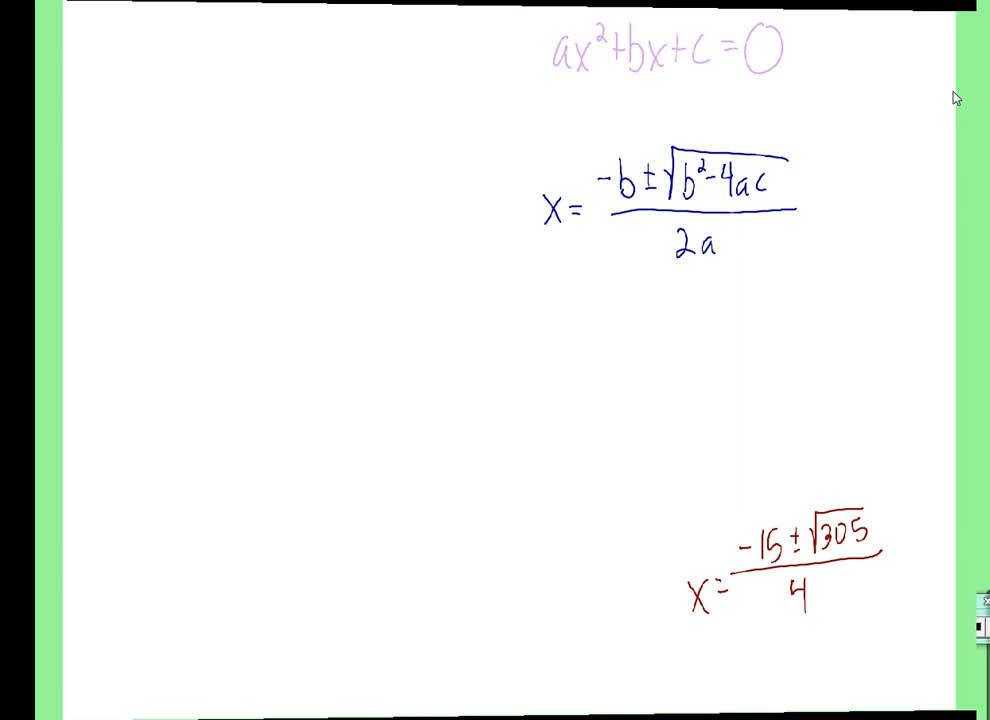 ax²+bx+c=0
x= -b±√b²-4ac
2a
x= -15±√305
4